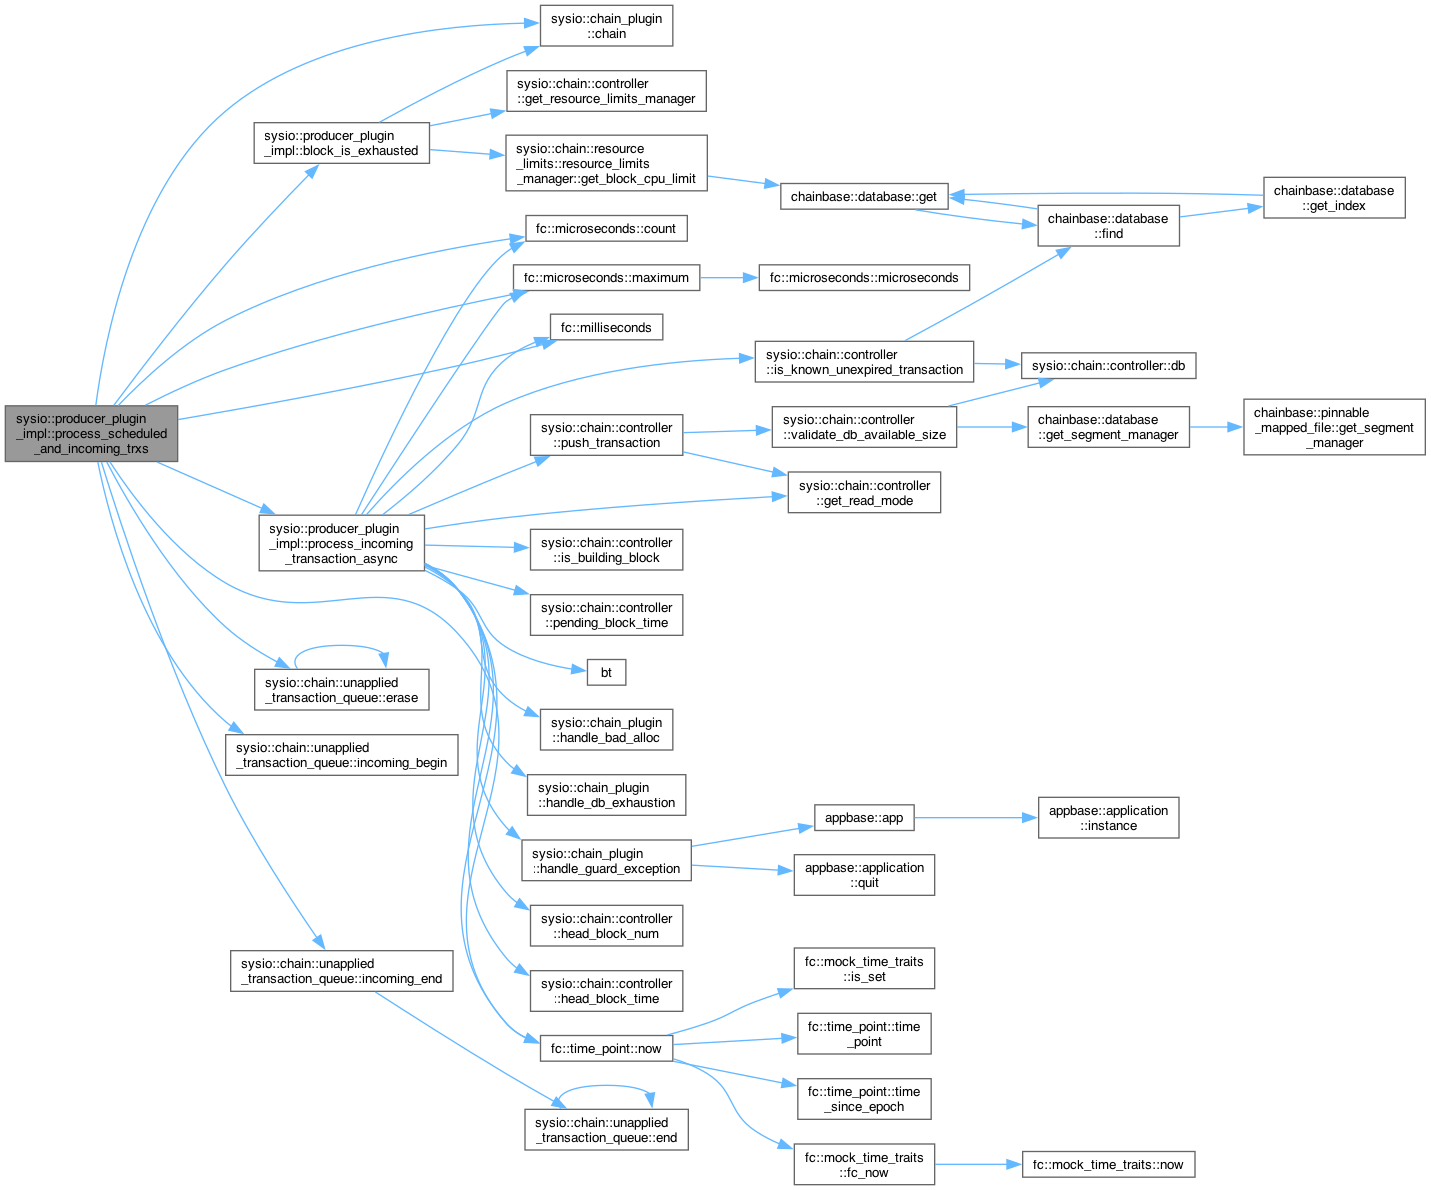 sysio::producer_plugin
_impl::process_scheduled
_and_incoming_trxs
sysio::chain_plugin
::chain
sysio::producer_plugin
_impl::block_is_exhausted
sysio::chain::controller
::get_resource_limits_manager
sysio::chain::resource
_limits::resource_limits
_manager::get_block_cpu_limit
chainbase::database::get
chainbase::database
::find
chainbase::database
::get_index
fc::microseconds::count
fc::microseconds::maximum
fc::microseconds::microseconds
fc::milliseconds
sysio::producer_plugin
_impl::process_incoming
_transaction_async
sysio::chain::controller
::is_known_unexpired_transaction
sysio::chain::controller::db
sysio::chain::controller
::push_transaction
sysio::chain::controller
::validate_db_available_size
chainbase::database
::get_segment_manager
chainbase::pinnable
_mapped_file::get_segment
_manager
sysio::chain::controller
::get_read_mode
sysio::chain::controller
::is_building_block
sysio::chain::controller
::pending_block_time
bt
sysio::chain_plugin
::handle_bad_alloc
sysio::chain_plugin
::handle_db_exhaustion
sysio::chain_plugin
::handle_guard_exception
appbase::app
appbase::application
::instance
appbase::application
::quit
sysio::chain::controller
::head_block_num
sysio::chain::controller
::head_block_time
fc::time_point::now
fc::mock_time_traits
::is_set
fc::time_point::time
_point
fc::time_point::time
_since_epoch
fc::mock_time_traits
::fc_now
fc::mock_time_traits::now
sysio::chain::unapplied
_transaction_queue::erase
sysio::chain::unapplied
_transaction_queue::incoming_begin
sysio::chain::unapplied
_transaction_queue::incoming_end
sysio::chain::unapplied
_transaction_queue::end